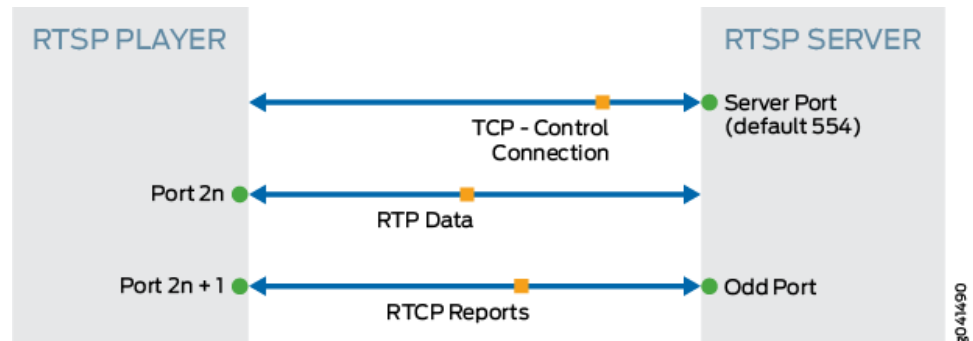 RTSP PLAYER
RTSP SERVER
Server Port
(default 554)
TCP - Control
Connection
Port 2n
RTP Data
Port 2n + 1
Odd Port
RTCP Reports
g041490